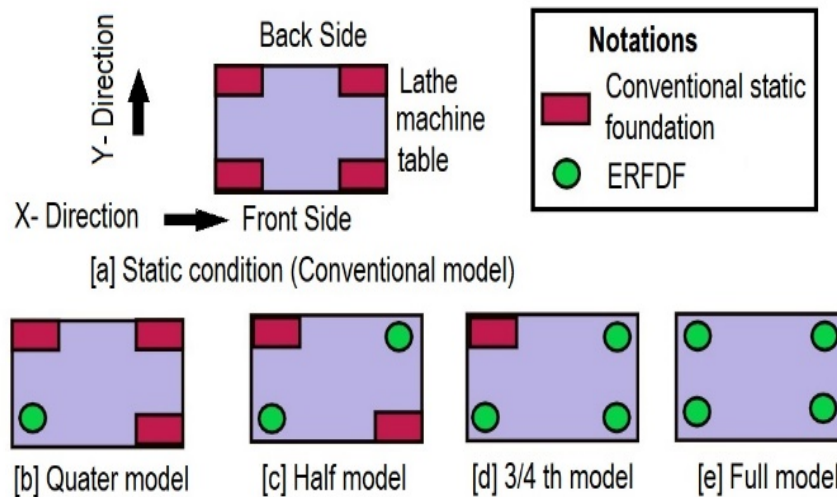 Back Side
Y- Direction
Lathe
machine
table
X- Direction
Front Side
[a] Static condition (Conventional model)
Notations
Conventional static
foundation
ERFDF
[b] Quater model
[c] Half model
[d] 3/4 th model
[e] Full model